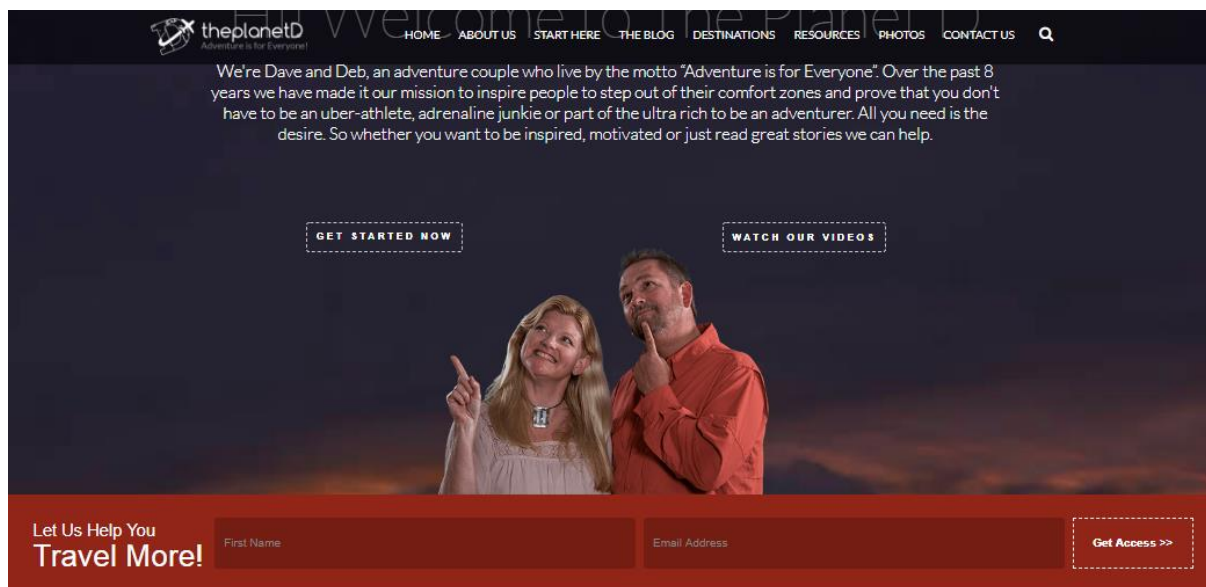 Hi! Welcome To The Planet D
theplanetD
Adventure is for Everyone!
HOME ABOUT US START HERE THE BLOG DESTINATIONS RESOURCES PHOTOS CONTACT US
We're Dave and Deb, an adventure couple who live by the motto “Adventure is for Everyone”. Over the past 8
years we have made it our mission to inspire people to step out of their comfort zones and prove that you don't
have to be an uber-athlete, adrenaline junkie or part of the ultra rich to be an adventurer. All you need is the
desire. So whether you want to be inspired, motivated or just read great stories we can help.
GET STARTED NOW
WATCH OUR VIDEOS
Let Us Help You
Travel More!
First Name
Email Address
Get Access >>